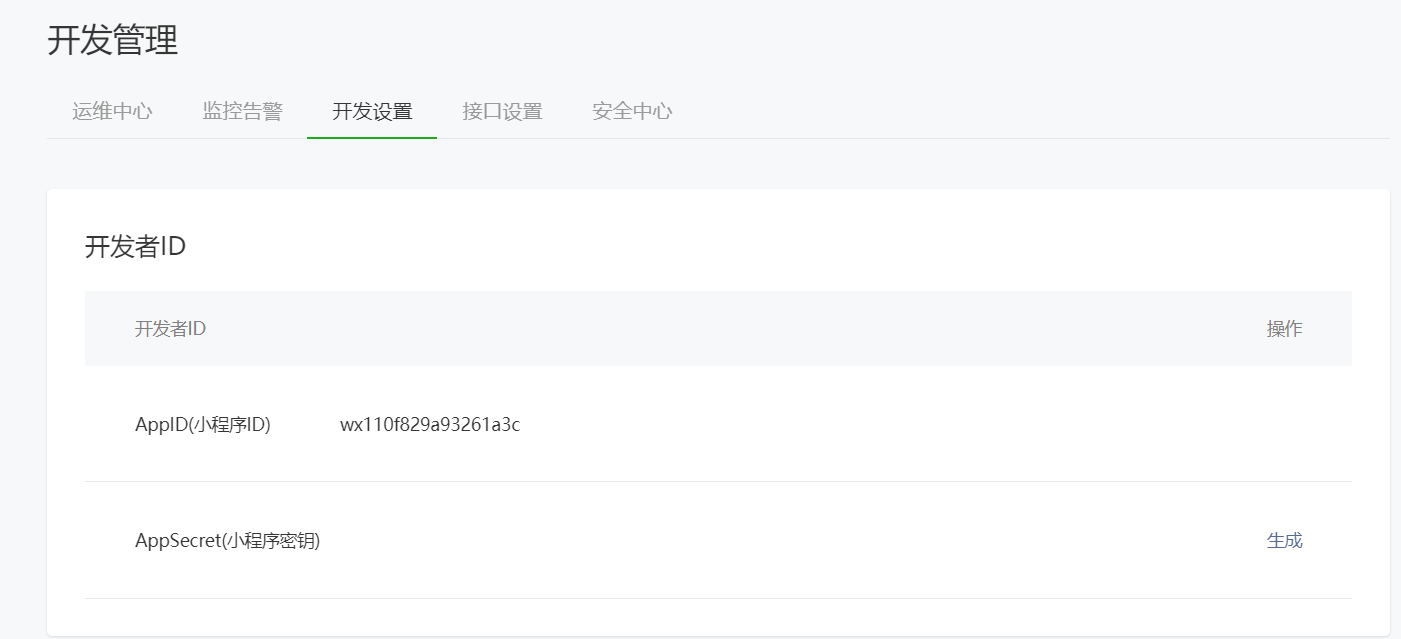 开发管理
运维中心 监控告警 开发设置 接口设置 安全中心
开发者ID
开发者ID 操作
AppID(小程序ID) wx110f829a93261a3c
AppSecret(小程序密钥) 生成